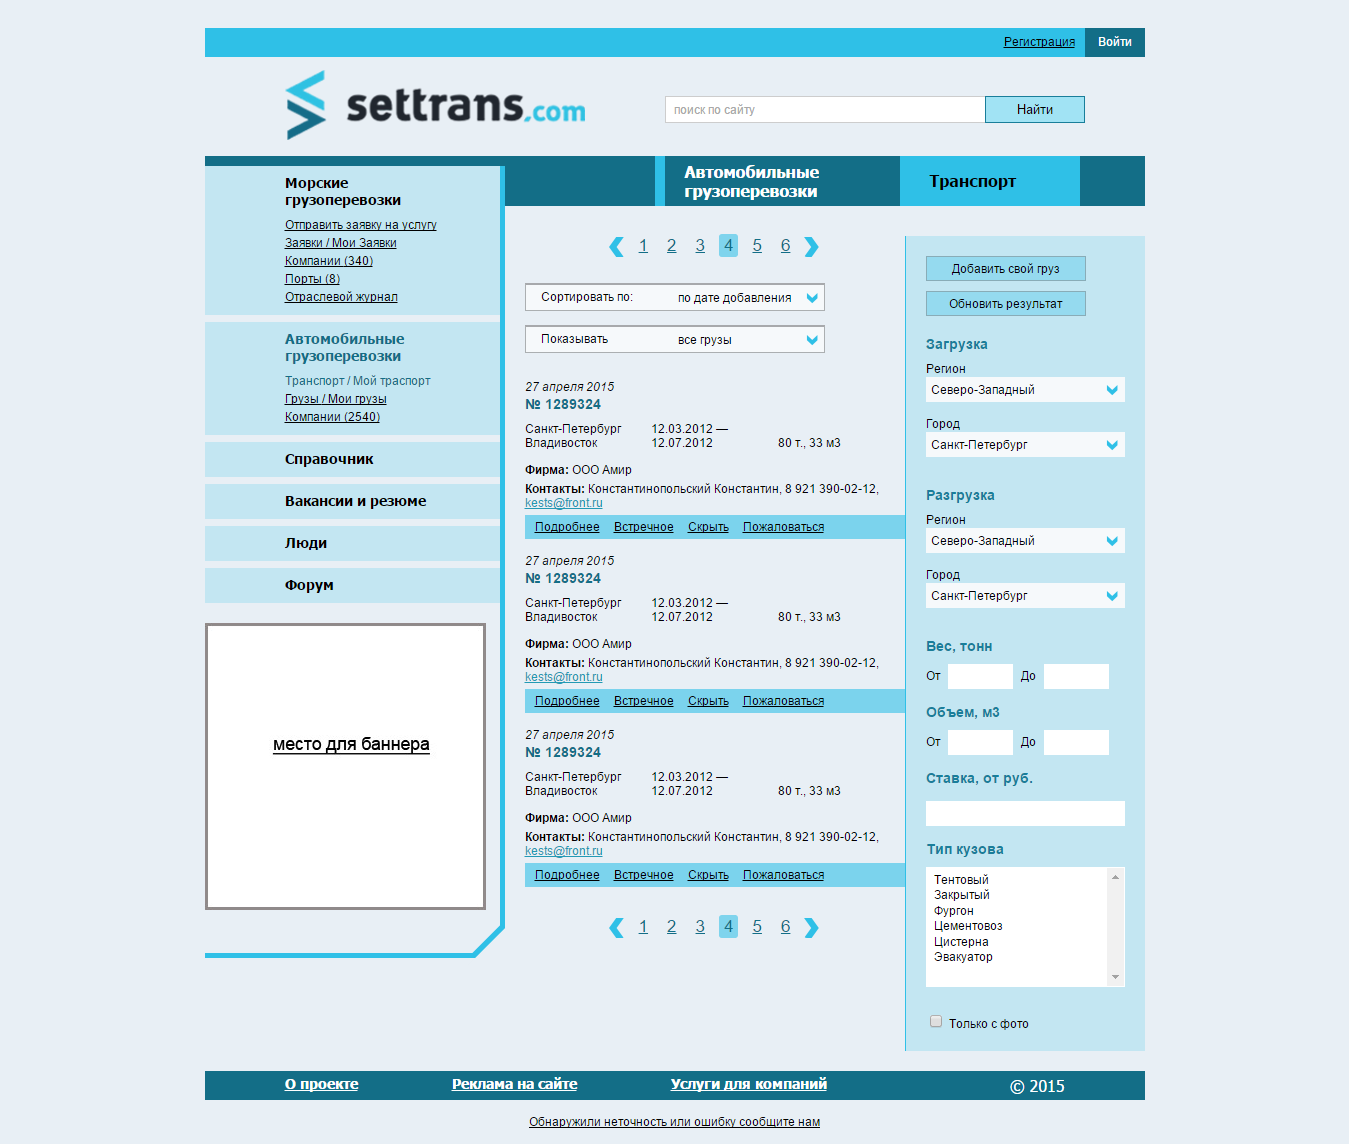 Регистрация
Войти
settrans.com
поиск по сайту
Найти
Автомобильные
грузоперевозки
Транспорт
Морские
грузоперевозки
Отправить заявку на услугу
Заявки / Мои Заявки
Компании (340)
Порты (8)
Отраслевой журнал
Автомобильные
грузоперевозки
Транспорт / Мой траспорт
Грузы / Мои грузы
Компании (2540)
Справочник
Вакансии и резюме
Люди
Форум
место для баннера
1 2 3 4 5 6
Сортировать по: по дате добавления
Показывать все грузы
27 апреля 2015
№ 1289324
Санкт-Петербург 12.03.2012 —
Владивосток 12.07.2012 80 т., 33 м3
Фирма: ООО Амир
Контакты: Константинопольский Константин, 8 921 390-02-12,
kests@front.ru
Подробнее Встречное Скрыть Пожаловаться
27 апреля 2015
№ 1289324
Санкт-Петербург 12.03.2012 —
Владивосток 12.07.2012 80 т., 33 м3
Фирма: ООО Амир
Контакты: Константинопольский Константин, 8 921 390-02-12,
kests@front.ru
Подробнее Встречное Скрыть Пожаловаться
27 апреля 2015
№ 1289324
Санкт-Петербург 12.03.2012 —
Владивосток 12.07.2012 80 т., 33 м3
Фирма: ООО Амир
Контакты: Константинопольский Константин, 8 921 390-02-12,
kests@front.ru
Подробнее Встречное Скрыть Пожаловаться
1 2 3 4 5 6
Добавить свой груз
Обновить результат
Загрузка
Регион
Северо-Западный
Город
Санкт-Петербург
Разгрузка
Регион
Северо-Западный
Город
Санкт-Петербург
Вес, тонн
От До
Объем, м3
От До
Ставка, от руб.
Тип кузова
Тентовый
Закрытый
Фургон
Цементовоз
Цистерна
Эвакуатор
Только с фото
О проекте Реклама на сайте Услуги для компаний © 2015
Обнаружили неточность или ошибку сообщите нам